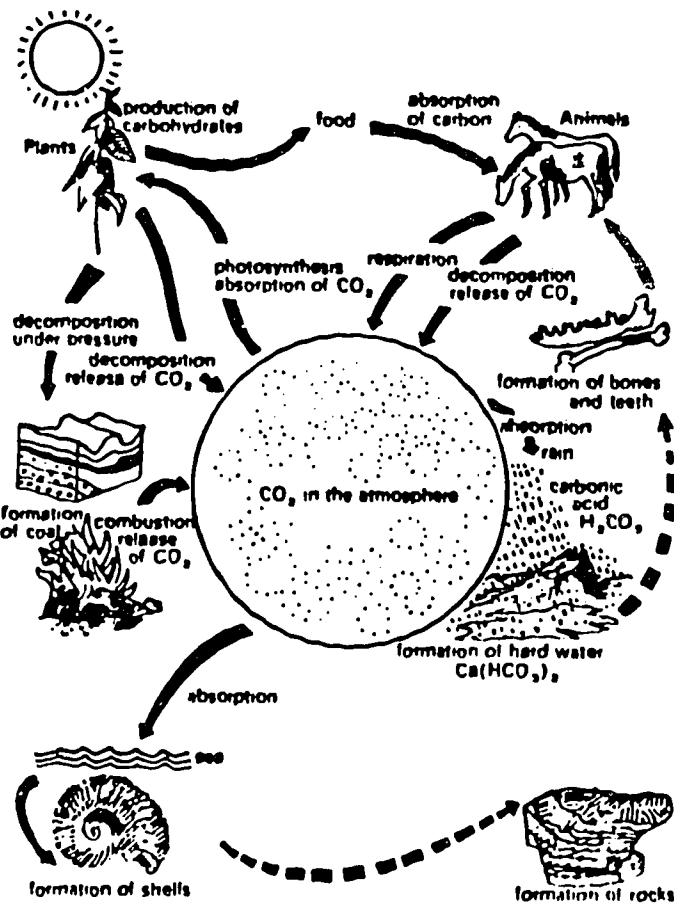 production of
carbohydrates
food
absorption
of carbon
Animals
Plants
photosynthesis
absorption of CO₂
respiration
decomposition
release of CO₂
decomposition
under pressure
decomposition
release of CO₂
formation of bones
and teeth
absorption
rain
carbonic
acid
H₂CO₃
CO₂ in the atmosphere
formation
of coal
combustion
release
of CO₂
formation of hard water
Ca(HCO₃)₂
absorption
sea
formation of shells
formation of rocks